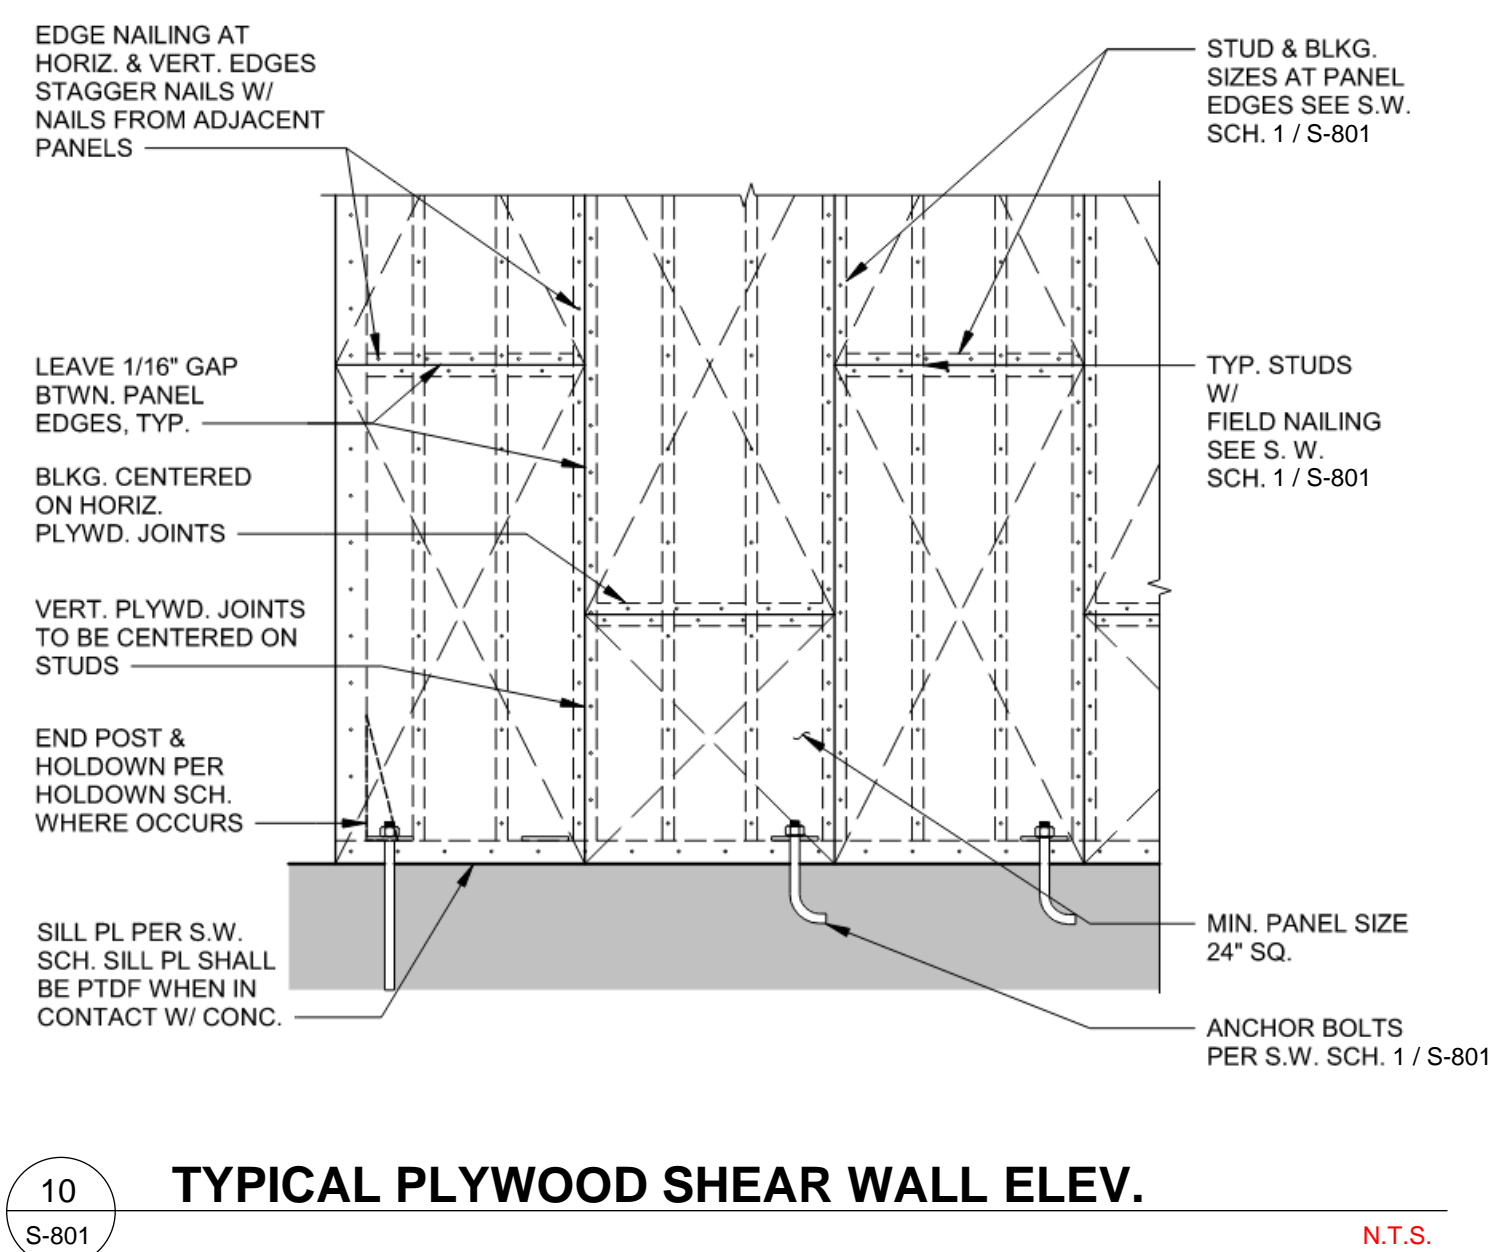 EDGE NAILING AT
HORIZ. & VERT. EDGES
STAGGER NAILS W/
NAILS FROM ADJACENT
PANELS
STUD & BLKG.
SIZES AT PANEL
EDGES SEE S.W.
SCH. 1 / S-801
LEAVE 1/16" GAP
BTWN. PANEL
EDGES, TYP.
TYP. STUDS
W/
FIELD NAILING
SEE S. W.
SCH. 1 / S-801
BLKG. CENTERED
ON HORIZ.
PLYWD. JOINTS
VERT. PLYWD. JOINTS
TO BE CENTERED ON
STUDS
END POST &
HOLDOWN PER
HOLDOWN SCH.
WHERE OCCURS
SILL PL PER S.W.
SCH. SILL PL SHALL
BE PTDF WHEN IN
CONTACT W/ CONC.
MIN. PANEL SIZE
24" SQ.
ANCHOR BOLTS
PER S.W. SCH. 1 / S-801
10
S-801
TYPICAL PLYWOOD SHEAR WALL ELEV.
N.T.S.